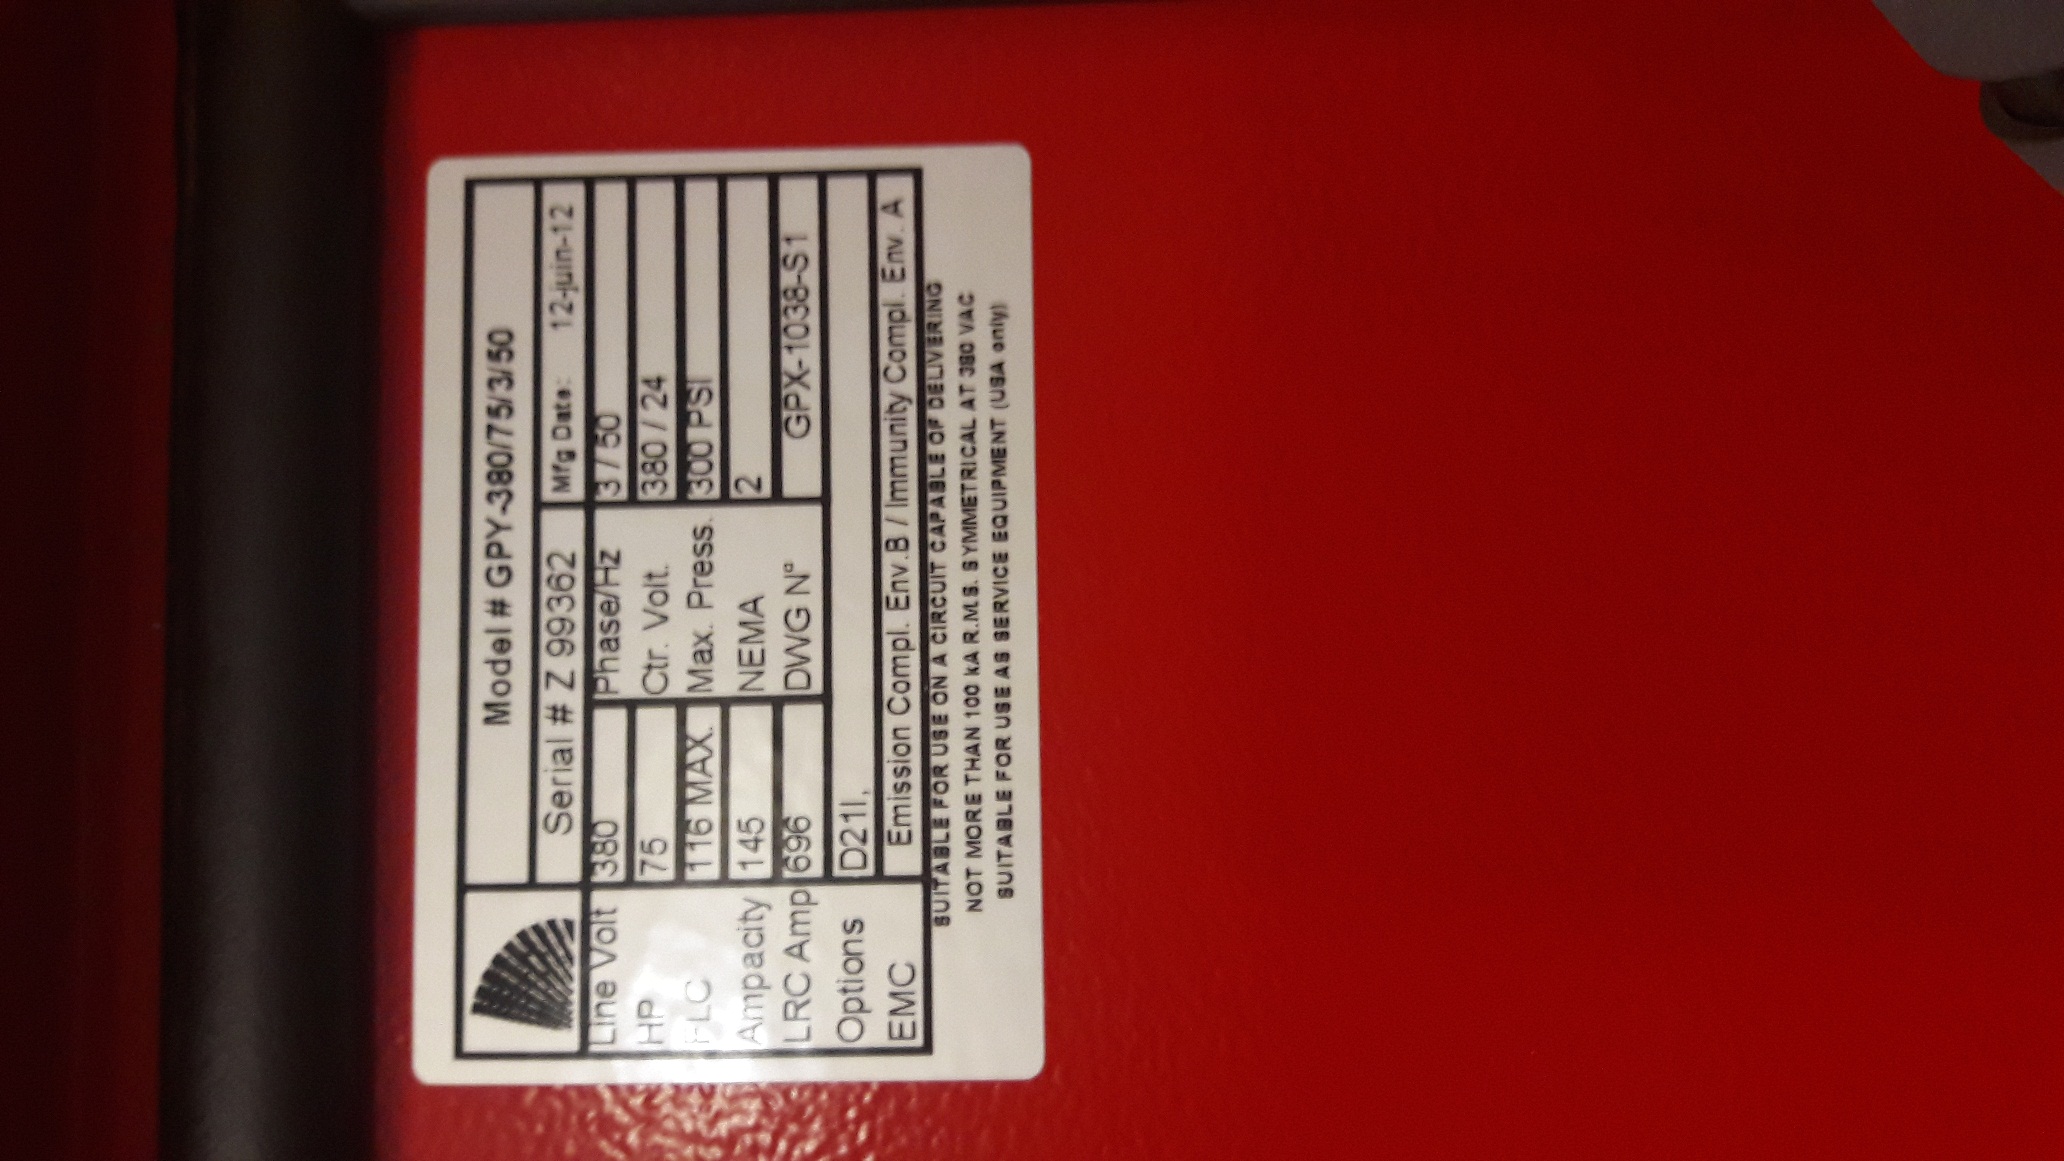 Model # GPY-380/75/3/50
Serial # Z 99362 Mfg Date: 12-juin-12
Line Volt 380 Phase/Hz 3 / 50
HP 75 Ctr. Volt. 380 / 24
FLC 116 MAX. Max. Press. 300 PSI
Ampacity 145 NEMA 2
LRC Amp 696 DWG N° GPX-1038-S1
Options D21I,
EMC Emission Compl. Env.B / Immunity Compl. Env. A
SUITABLE FOR USE ON A CIRCUIT CAPABLE OF DELIVERING
NOT MORE THAN 100 kA R.M.S. SYMMETRICAL AT 380 VAC
SUITABLE FOR USE AS SERVICE EQUIPMENT (USA only)